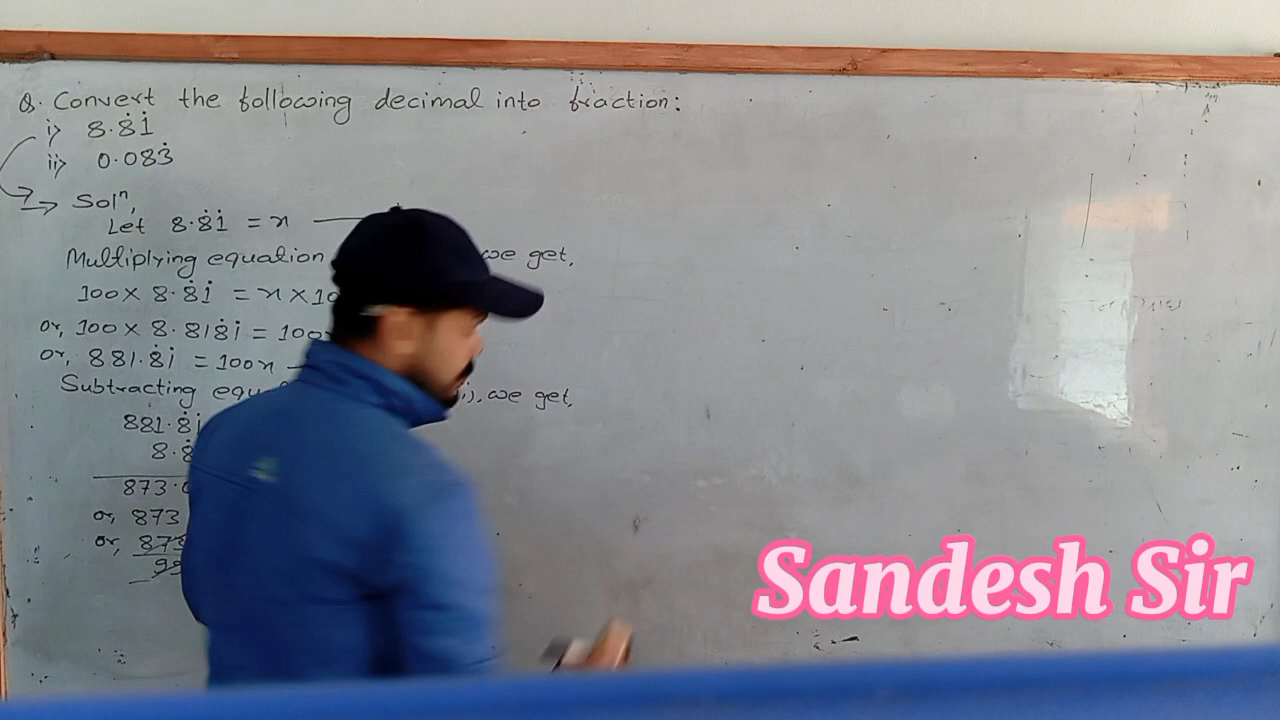 Q. Convert the following decimal into fraction:
i> 8.8̇1̇
ii> 0.083̇
Solⁿ,
Let 8.8̇1̇ = x
Multiplying equation we get,
100 × 8.8̇1̇ = x × 10
or, 100 × 8.818̇1̇ = 100
or, 881.8̇1̇ = 100x
Subtracting equ i), we get,
881.8̇1̇
8.8̇
873.0
or, 873
or, 873
99
Sandesh Sir